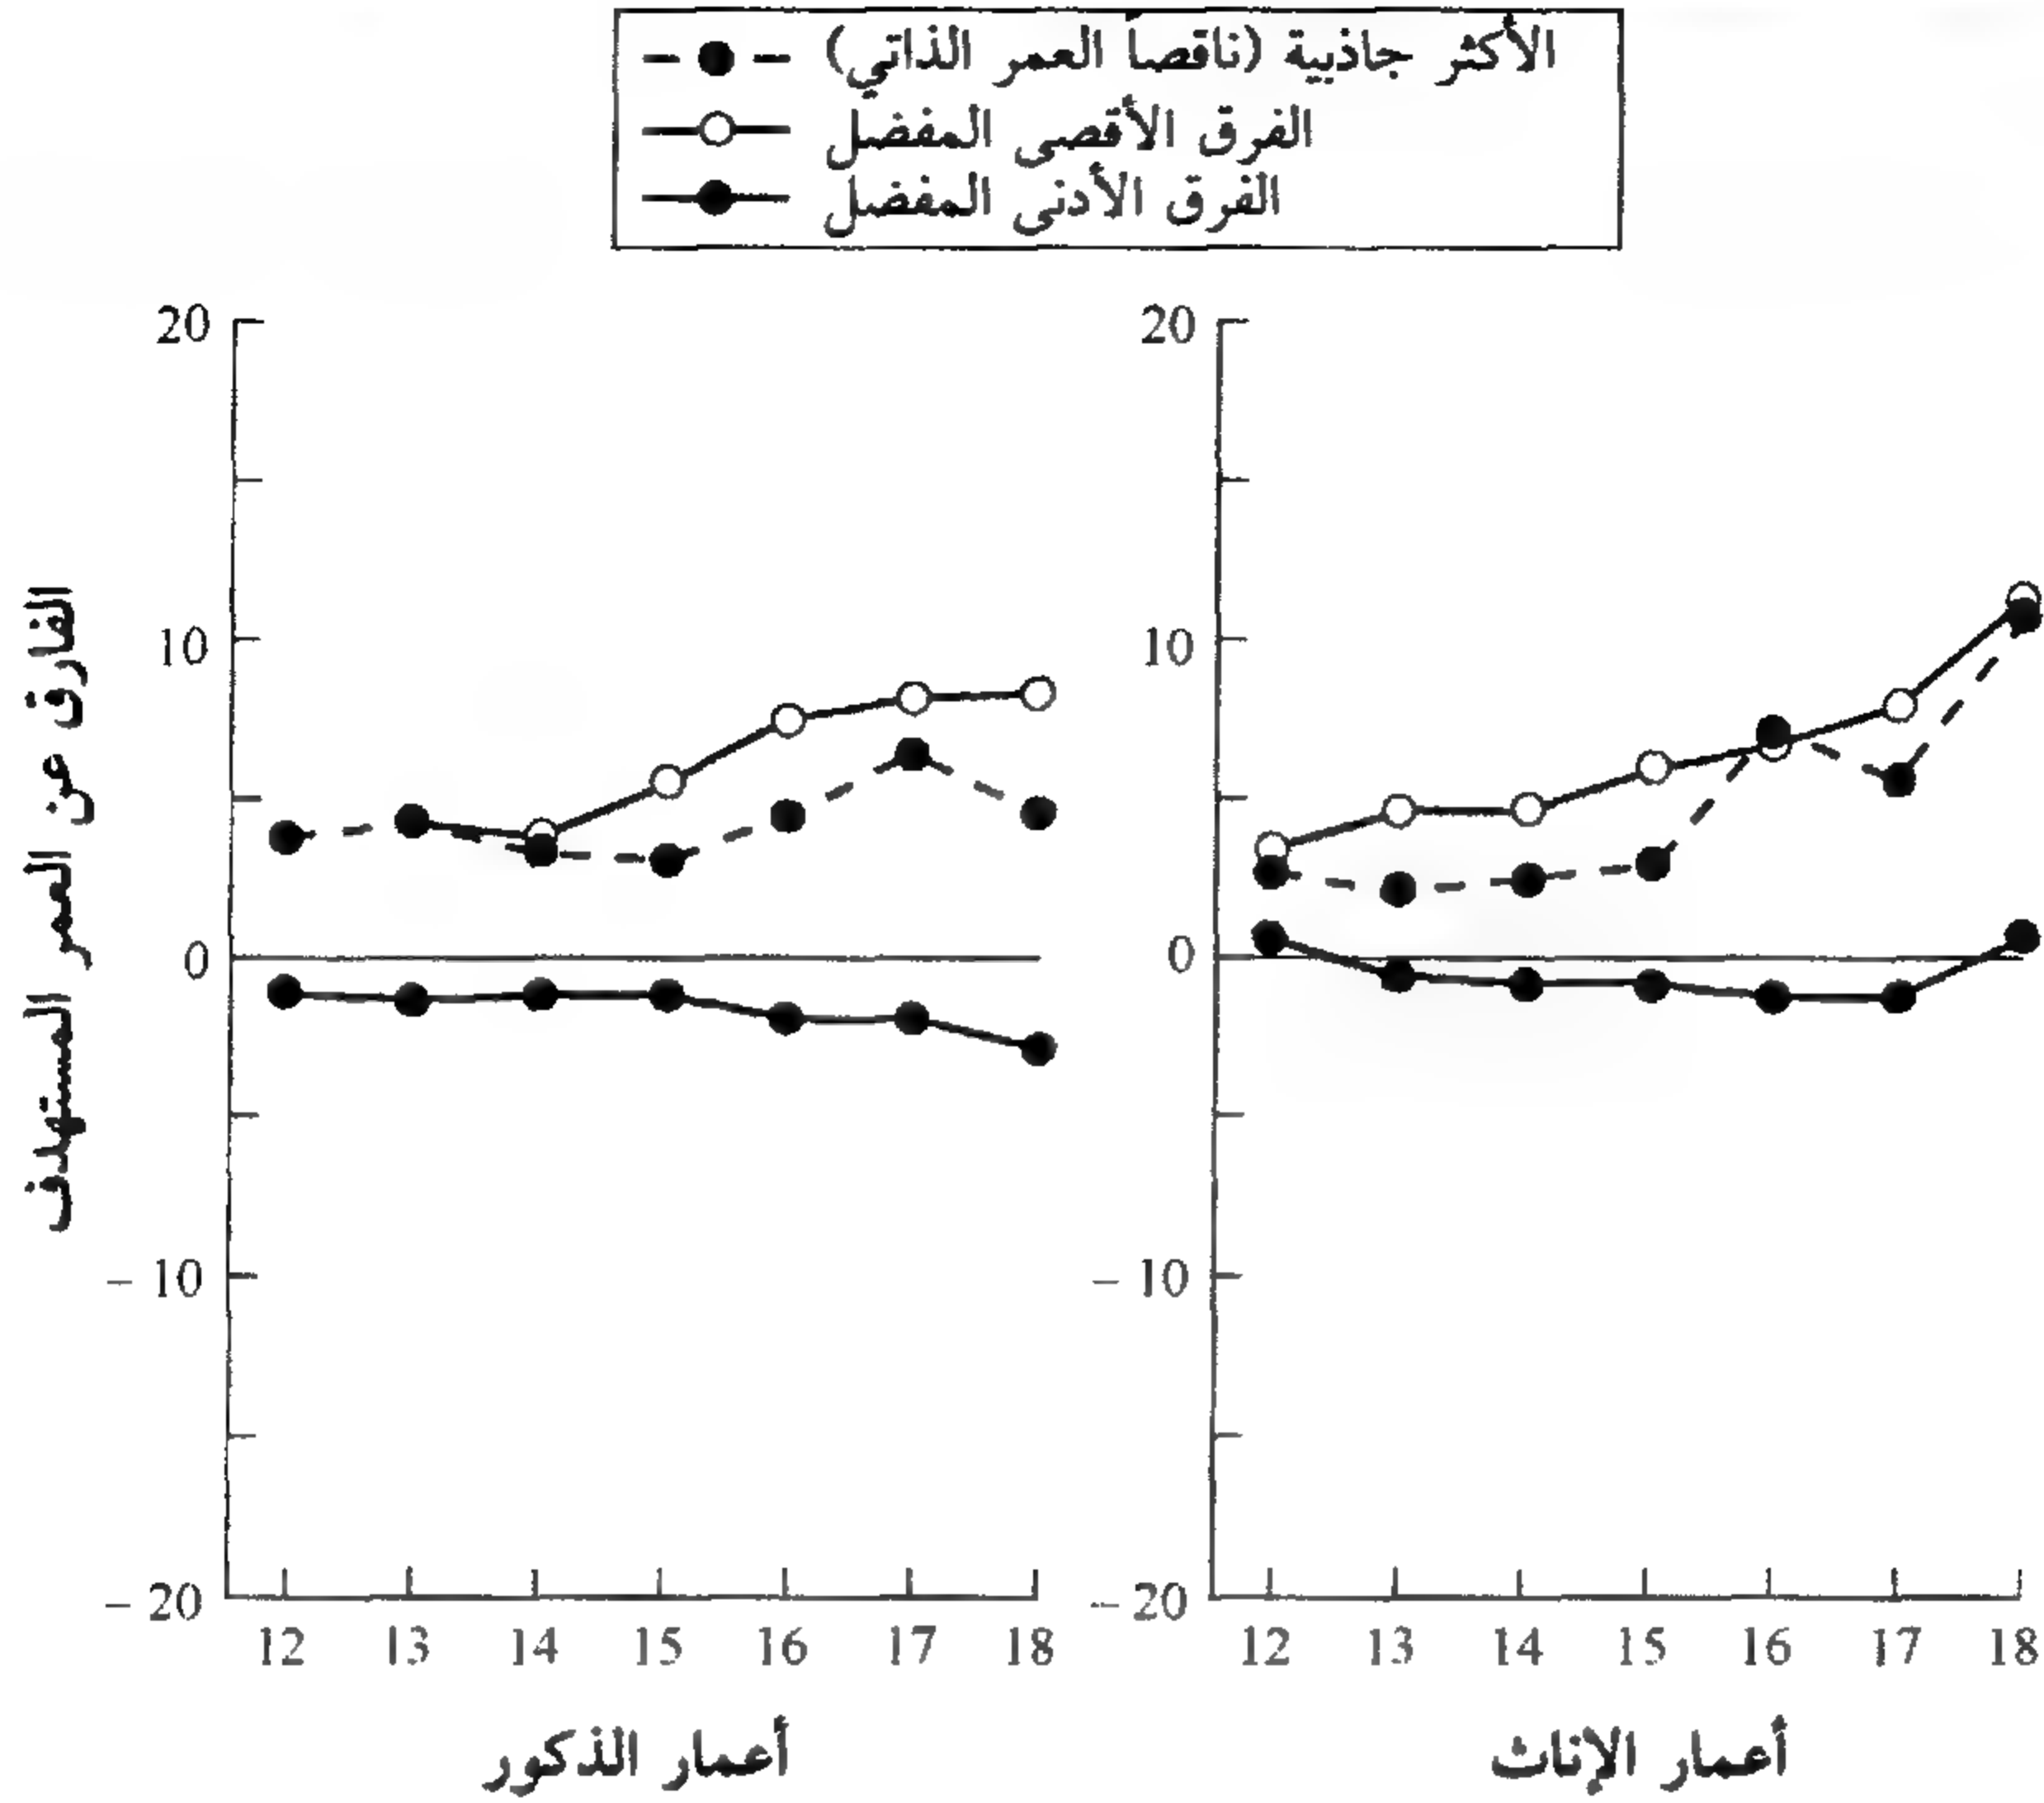 الأكثر جاذبية (ناقصاً العمر الذاتي)
الفرق الأقصى المفضل
الفرق الأدنى المفضل
الفارق عن العمر المستهدف
20
10
0
– 10
– 20
12 13 14 15 16 17 18
أعمار الذكور
20
10
0
– 10
– 20
12 13 14 15 16 17 18
أعمار الإناث